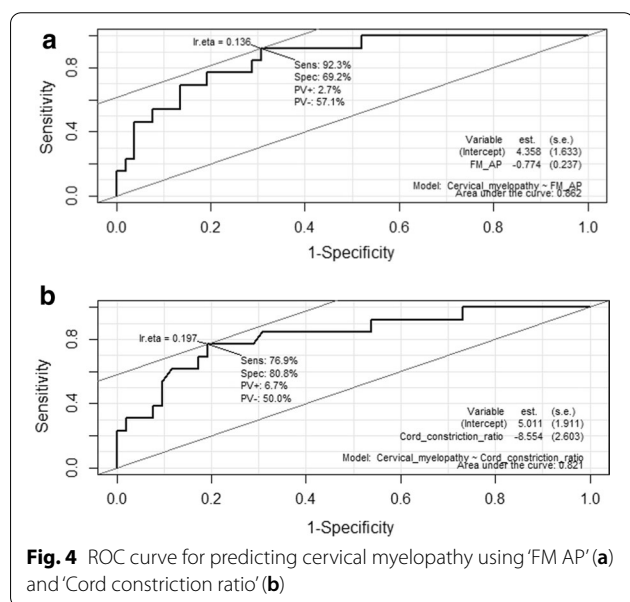 a
lr.eta = 0.136
Sens: 92.3%
Spec: 69.2%
PV+: 2.7%
PV-: 57.1%
Variable est. (s.e.)
(Intercept) 4.358 (1.633)
FM_AP -0.774 (0.237)
Model: Cervical_myelopathy ~ FM_AP
Area under the curve: 0.862
Sensitivity
0.0 0.4 0.8
0.0 0.2 0.4 0.6 0.8 1.0
1-Specificity
b
lr.eta = 0.197
Sens: 76.9%
Spec: 80.8%
PV+: 6.7%
PV-: 50.0%
Variable est. (s.e.)
(Intercept) 5.011 (1.911)
Cord_constriction_ratio -8.554 (2.603)
Model: Cervical_myelopathy ~ Cord_constriction_ratio
Area under the curve: 0.821
Sensitivity
0.0 0.4 0.8
0.0 0.2 0.4 0.6 0.8 1.0
1-Specificity
Fig. 4 ROC curve for predicting cervical myelopathy using ‘FM AP’ (a)
and ‘Cord constriction ratio’ (b)